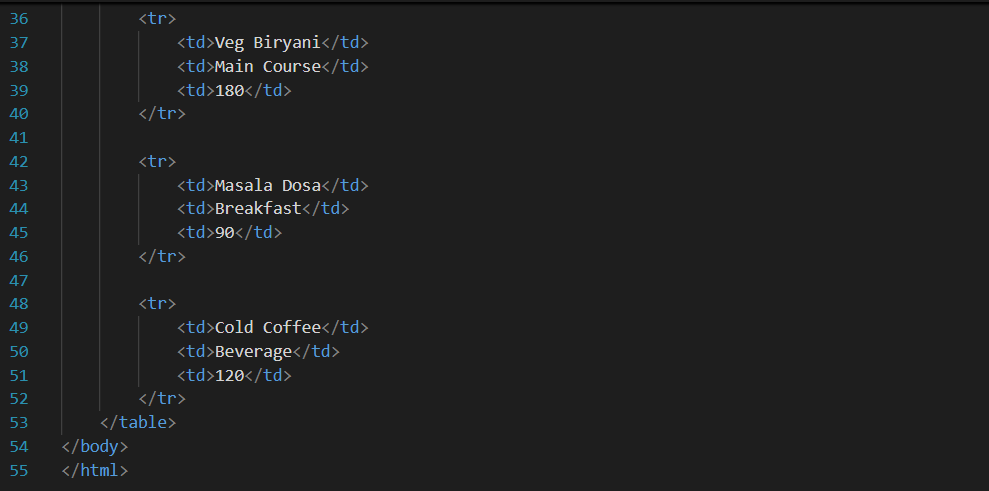 36 <tr>
37 <td>Veg Biryani</td>
38 <td>Main Course</td>
39 <td>180</td>
40 </tr>
41
42 <tr>
43 <td>Masala Dosa</td>
44 <td>Breakfast</td>
45 <td>90</td>
46 </tr>
47
48 <tr>
49 <td>Cold Coffee</td>
50 <td>Beverage</td>
51 <td>120</td>
52 </tr>
53 </table>
54 </body>
55 </html>